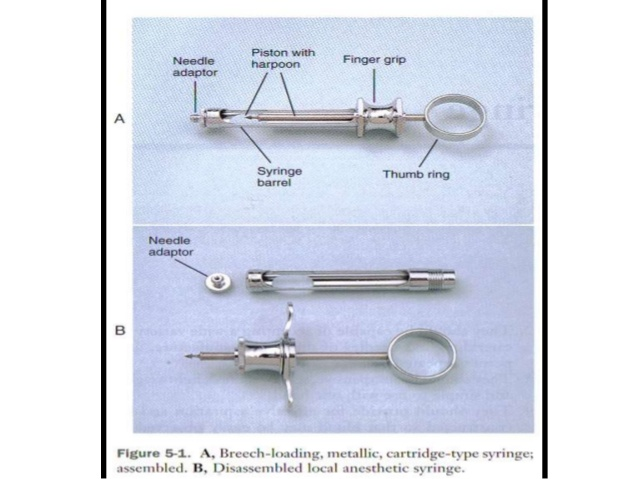 Needle
adaptor
Piston with
harpoon
Finger grip
A
Syringe
barrel
Thumb ring
Needle
adaptor
B
Figure 5-1. A, Breech-loading, metallic, cartridge-type syringe;
assembled. B, Disassembled local anesthetic syringe.